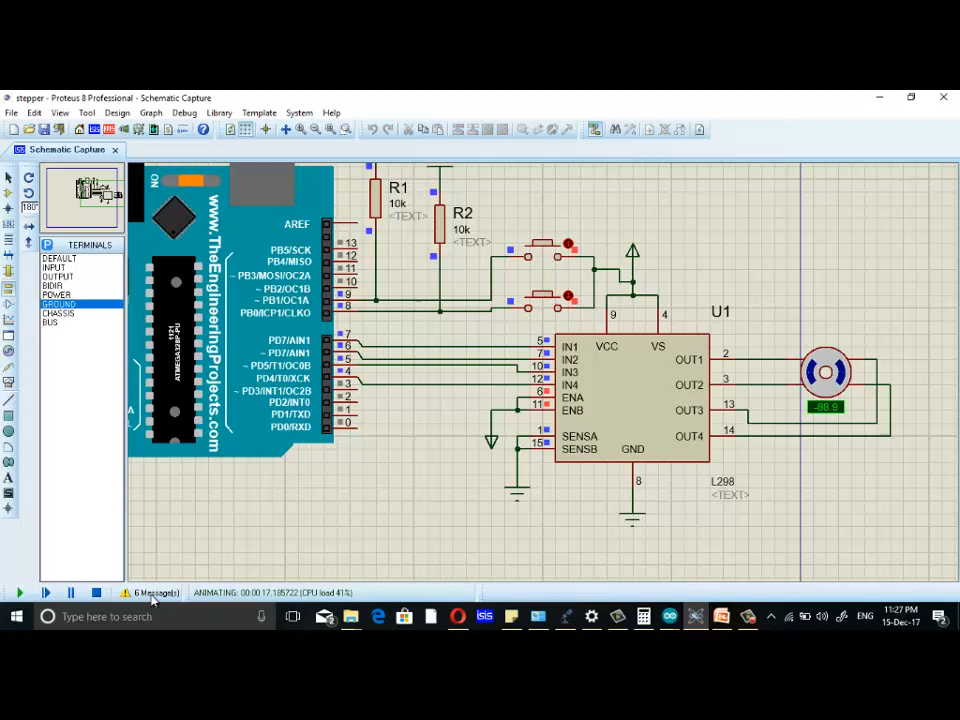 stepper - Proteus 8 Professional - Schematic Capture
File Edit View Tool Design Graph Debug Library Template System Help
Schematic Capture
180°
P TERMINALS
DEFAULT
INPUT
OUTPUT
BIDIR
POWER
GROUND
CHASSIS
BUS
ON
www.TheEngineeringProjects.com
1121
ATMEGA328P-PU
A
L
AREF
PB5/SCK 13
PB4/MISO 12
~ PB3/MOSI/OC2A 11
~ PB2/OC1B 10
~ PB1/OC1A 9
PB0/ICP1/CLKO 8
PD7/AIN1 7
~ PD7/AIN1 6
~ PD5/T1/OC0B 5
PD4/T0/XCK 4
~ PD3/INT1/OC2B 3
PD2/INT0 2
PD1/TXD 1
PD0/RXD 0
R1
10k
<TEXT>
R2
10k
<TEXT>
U1
9 4
VCC VS
5 IN1
7 IN2
10 IN3
12 IN4
6 ENA
11 ENB
1 SENSA
15 SENSB
OUT1 2
OUT2 3
OUT3 13
OUT4 14
GND
8
L298
<TEXT>
-88.9
6 Message(s) ANIMATING: 00:00:17.185722 (CPU load 41%)
Type here to search
ENG
11:27 PM
15-Dec-17